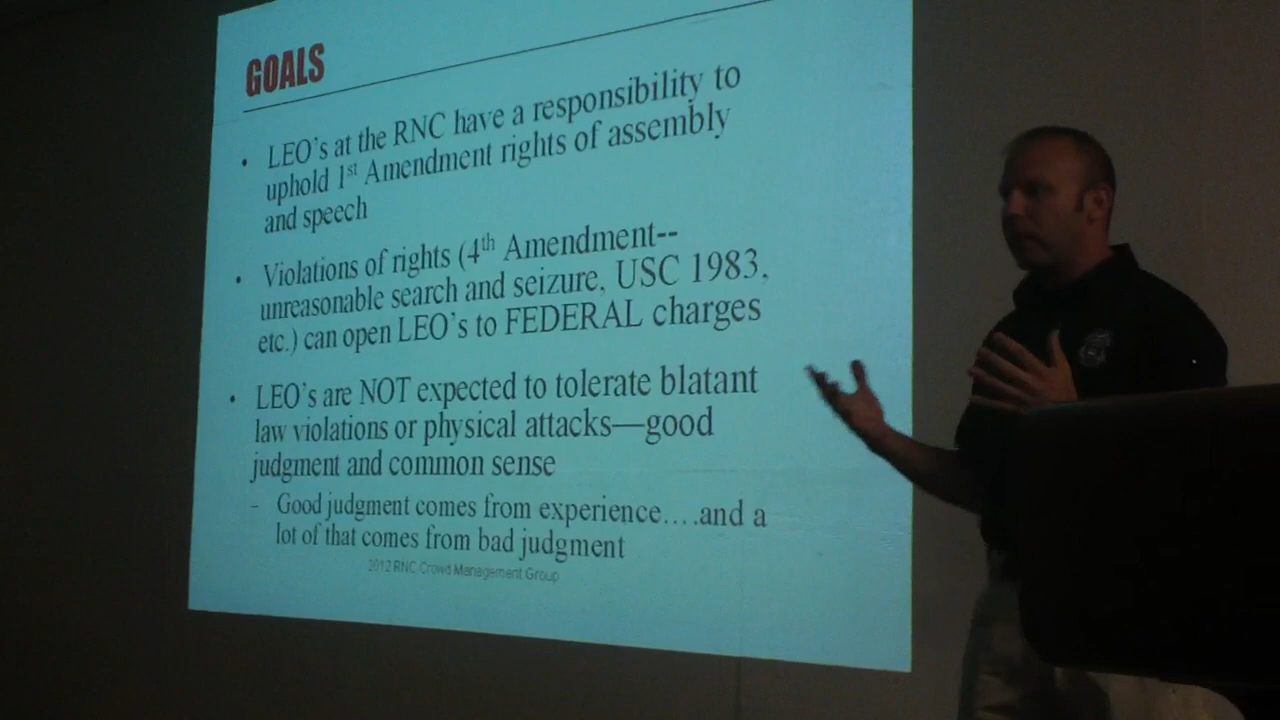 GOALS
• LEO's at the RNC have a responsibility to
uphold 1st Amendment rights of assembly
and speech
• Violations of rights (4th Amendment--
unreasonable search and seizure, USC 1983,
etc.) can open LEO's to FEDERAL charges
• LEO's are NOT expected to tolerate blatant
law violations or physical attacks—good
judgment and common sense
– Good judgment comes from experience….and a
lot of that comes from bad judgment
2012 RNC Crowd Management Group